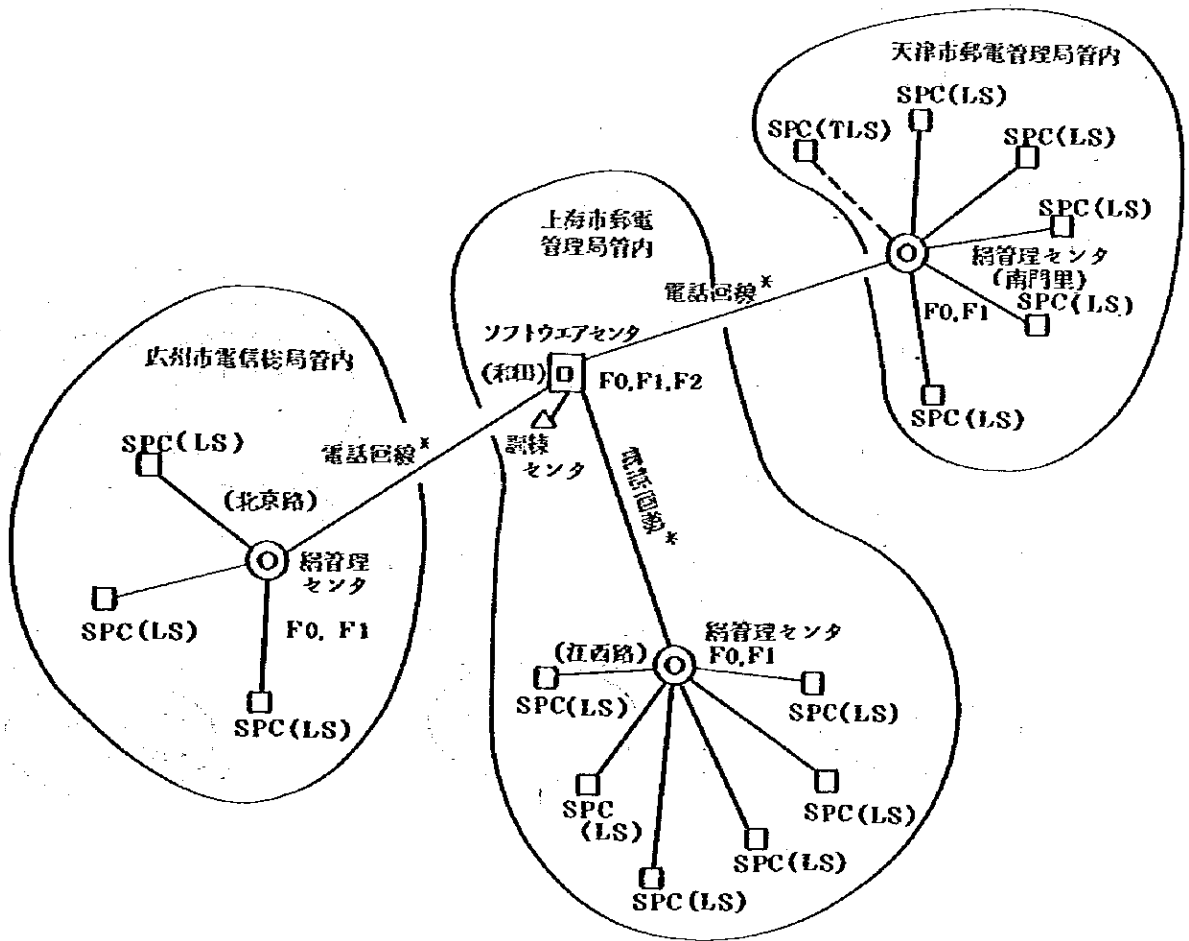 天津市郵電管理局管内
SPC(LS)
SPC(TLS)
SPC(LS)
SPC(LS)
網管理センタ
(南門里)
SPC(LS)
F0,F1
SPC(LS)
上海市郵電
管理局管内
電話回線*
ソフトウエアセンタ
(和田)
F0,F1,F2
訓練
センタ
電話回線*
網管理センタ
(江西路)
F0,F1
SPC(LS)
SPC(LS)
SPC
(LS)
SPC(LS)
SPC(LS)
SPC(LS)
広州市電信総局管内
電話回線*
SPC(LS)
(北京路)
網管理
センタ
SPC(LS)
F0, F1
SPC(LS)